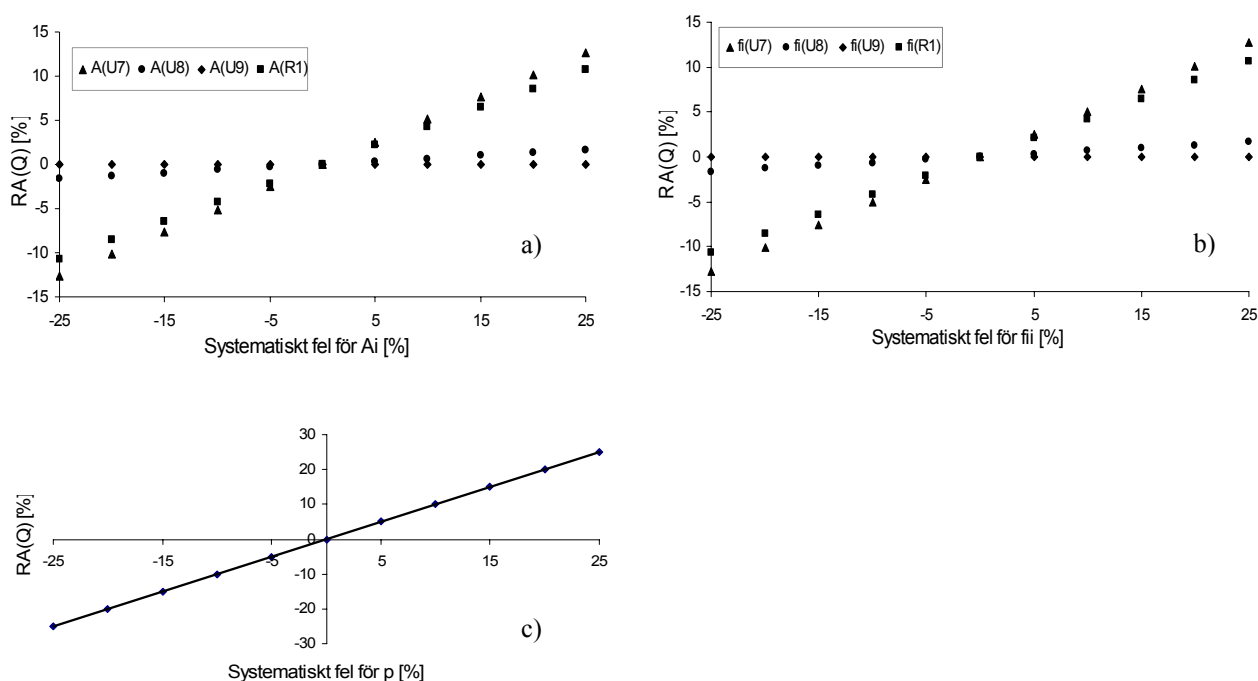 15
10
5
0
-5
-10
-15
RA(Q) [%]
A(U7) A(U8) A(U9) A(R1)
-25 -15 -5 5 15 25
Systematiskt fel för Ai [%]
a)
15
10
5
0
-5
-10
-15
RA(Q) [%]
fi(U7) fi(U8) fi(U9) fi(R1)
-25 -15 -5 5 15 25
Systematiskt fel för fii [%]
b)
30
20
10
0
-10
-20
-30
RA(Q) [%]
-25 -15 -5 5 15 25
Systematiskt fel för p [%]
c)